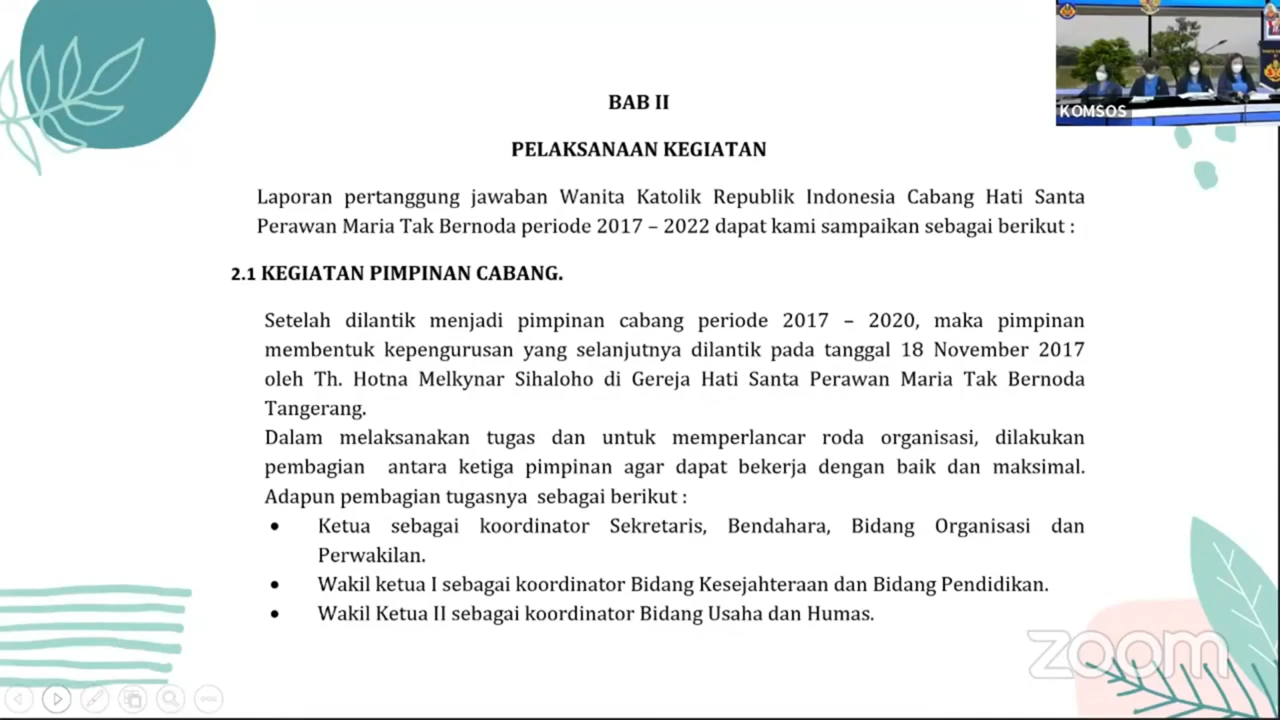 BAB II
PELAKSANAAN KEGIATAN
Laporan pertanggung jawaban Wanita Katolik Republik Indonesia Cabang Hati Santa
Perawan Maria Tak Bernoda periode 2017 – 2022 dapat kami sampaikan sebagai berikut :
2.1 KEGIATAN PIMPINAN CABANG.
Setelah dilantik menjadi pimpinan cabang periode 2017 – 2020, maka pimpinan
membentuk kepengurusan yang selanjutnya dilantik pada tanggal 18 November 2017
oleh Th. Hotna Melkynar Sihaloho di Gereja Hati Santa Perawan Maria Tak Bernoda
Tangerang.
Dalam melaksanakan tugas dan untuk memperlancar roda organisasi, dilakukan
pembagian antara ketiga pimpinan agar dapat bekerja dengan baik dan maksimal.
Adapun pembagian tugasnya sebagai berikut :
• Ketua sebagai koordinator Sekretaris, Bendahara, Bidang Organisasi dan
Perwakilan.
• Wakil ketua I sebagai koordinator Bidang Kesejahteraan dan Bidang Pendidikan.
• Wakil Ketua II sebagai koordinator Bidang Usaha dan Humas.
KOMSOS
zoom